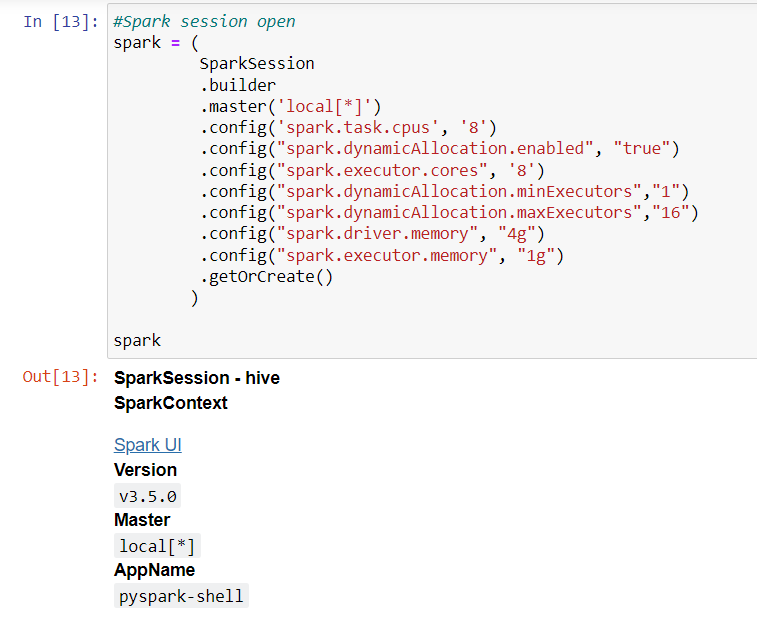 In [13]: #Spark session open
spark = (
         SparkSession
         .builder
         .master('local[*]')
         .config('spark.task.cpus', '8')
         .config("spark.dynamicAllocation.enabled", "true")
         .config("spark.executor.cores", '8')
         .config("spark.dynamicAllocation.minExecutors","1")
         .config("spark.dynamicAllocation.maxExecutors","16")
         .config("spark.driver.memory", "4g")
         .config("spark.executor.memory", "1g")
         .getOrCreate()
        )
spark
Out[13]: SparkSession - hive
SparkContext
Spark UI
Version
v3.5.0
Master
local[*]
AppName
pyspark-shell